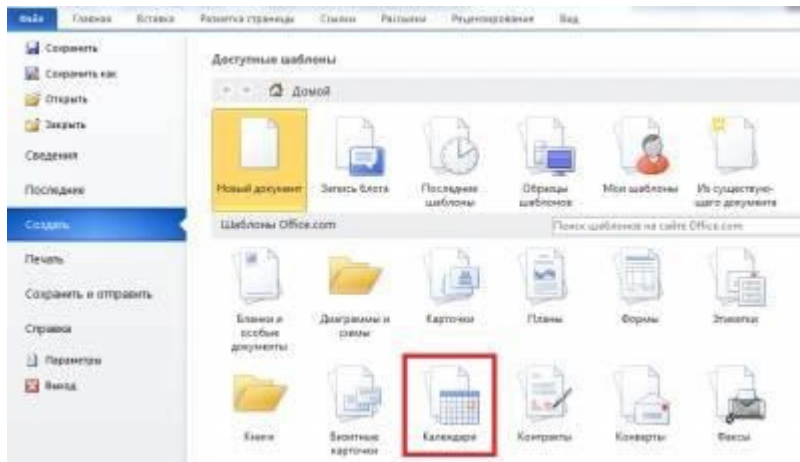 Файл Главная Вставка Разметка страницы Ссылки Рассылки Рецензирование Вид
Сохранить
Сохранить как
Открыть
Закрыть
Сведения
Последние
Создать
Печать
Сохранить и отправить
Справка
Параметры
Выход
Доступные шаблоны
Домой
Новый документ Запись блога Последние шаблоны Образцы шаблонов Мои шаблоны Из существую-
щего документа
Шаблоны Office.com Поиск шаблонов на сайте Office.com
Бланки и
особые
документы
Диаграммы и
схемы
Карточки Планы Формы Этикетки
Книги Визитные
карточки
Календари Контракты Конверты Факсы